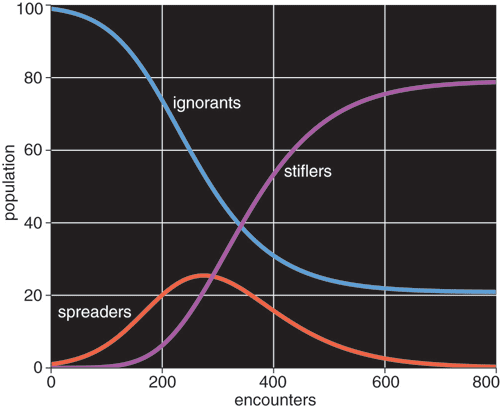 100
80
60
40
20
0
population
ignorants
stiflers
spreaders
0 200 400 600 800
encounters